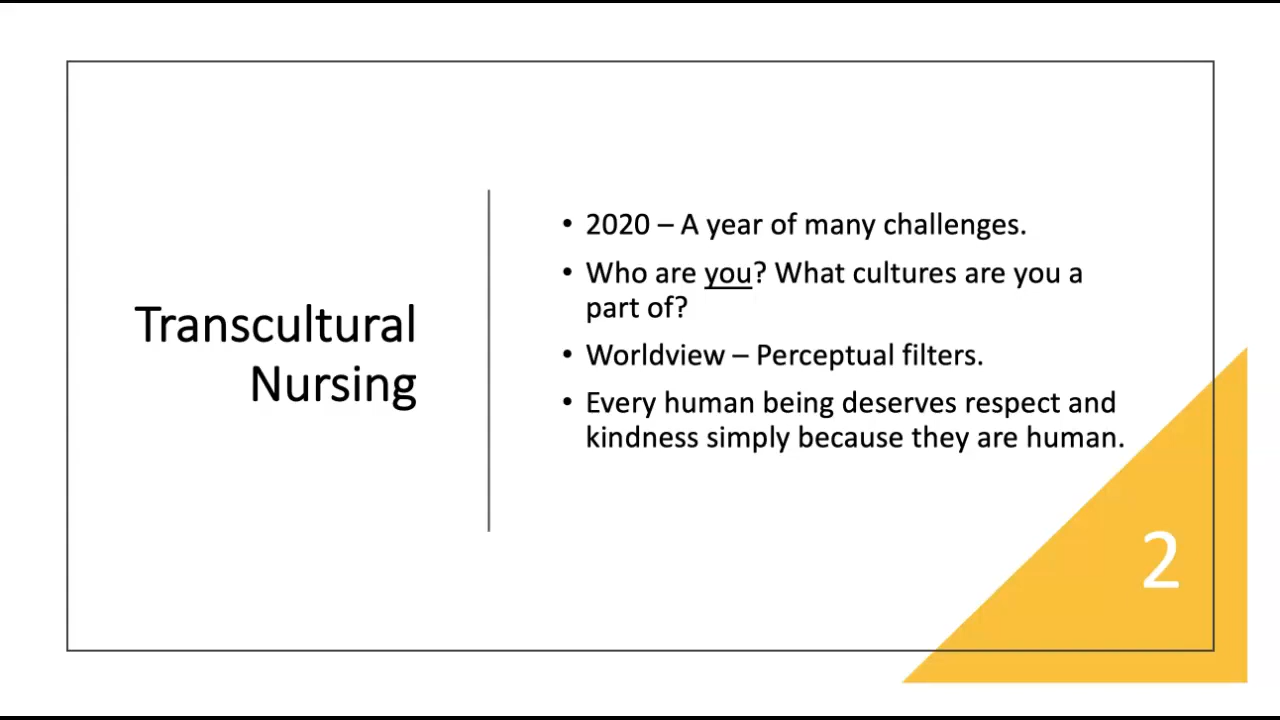 Transcultural
Nursing
• 2020 – A year of many challenges.
• Who are you? What cultures are you a
part of?
• Worldview – Perceptual filters.
• Every human being deserves respect and
kindness simply because they are human.
2